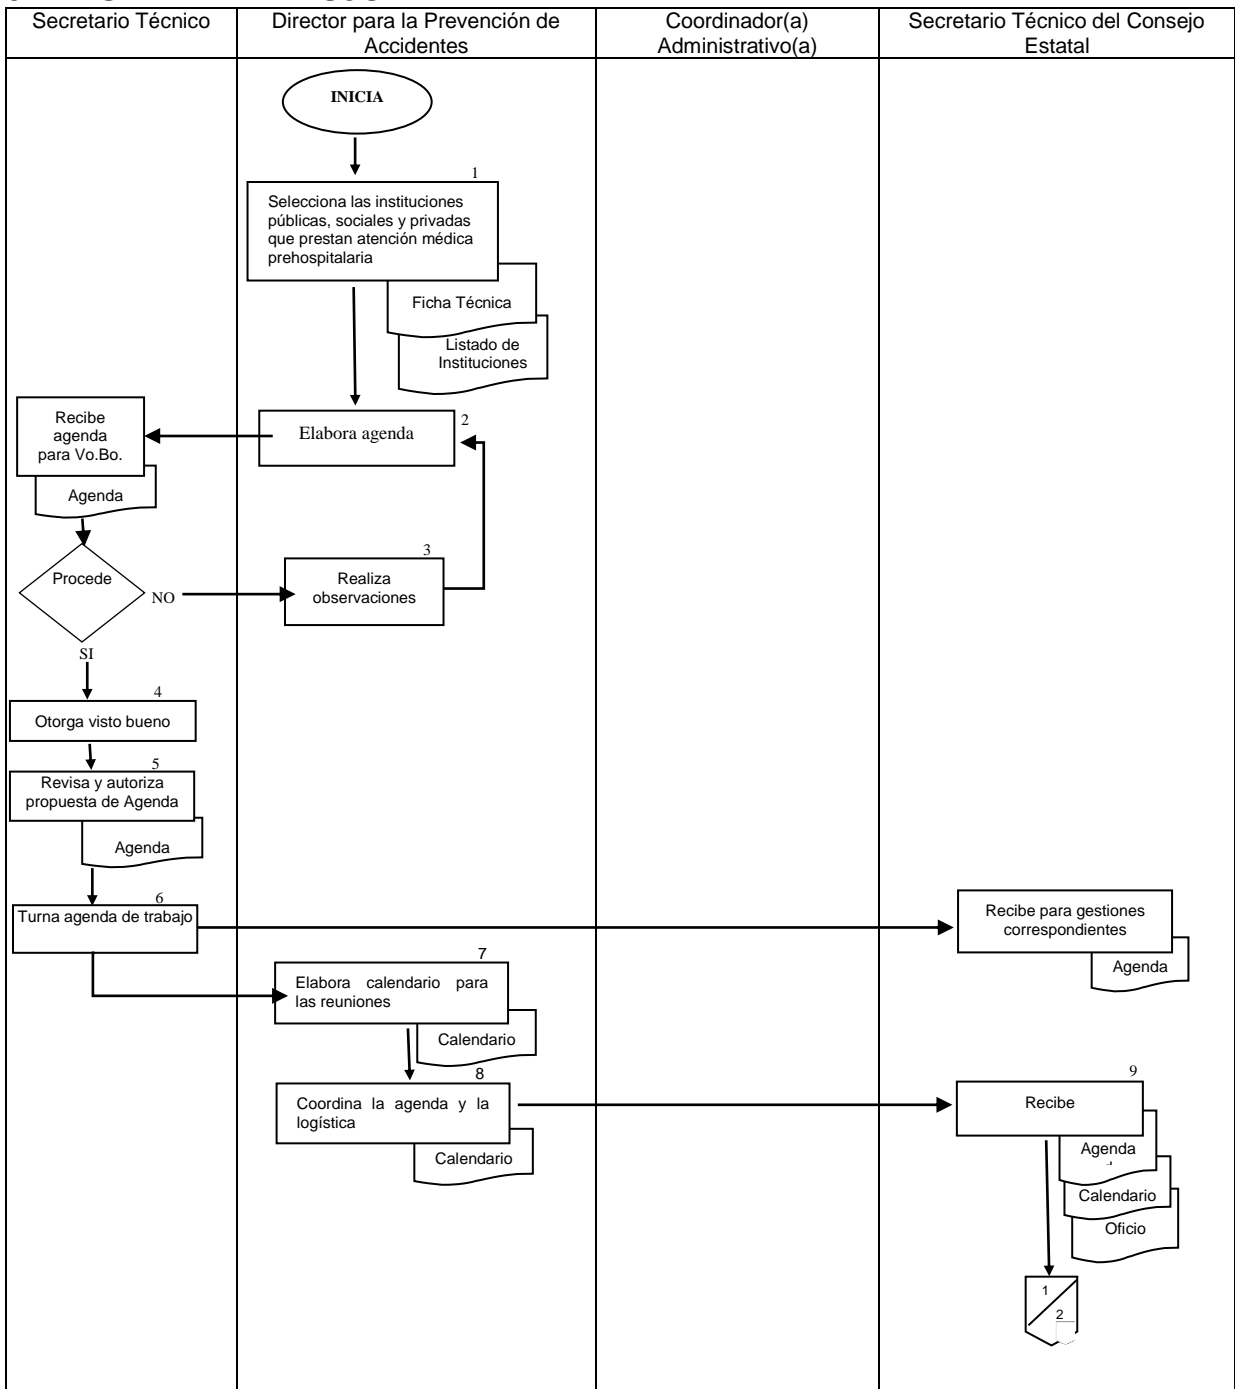 Secretario Técnico
Director para la Prevención de
Accidentes
Coordinador(a)
Administrativo(a)
Secretario Técnico del Consejo
Estatal
INICIA
1
Selecciona las instituciones
públicas, sociales y privadas
que prestan atención médica
prehospitalaria
Ficha Técnica
Listado de
Instituciones
Recibe
agenda
para Vo.Bo.
Agenda
Elabora agenda
2
Procede
NO
3
Realiza
observaciones
SI
4
Otorga visto bueno
5
Revisa y autoriza
propuesta de Agenda
Agenda
6
Turna agenda de trabajo
Recibe para gestiones
correspondientes
Agenda
7
Elabora calendario para
las reuniones
Calendario
8
Coordina la agenda y la
logística
Calendario
9
Recibe
Agenda
Calendario
Oficio
1
2